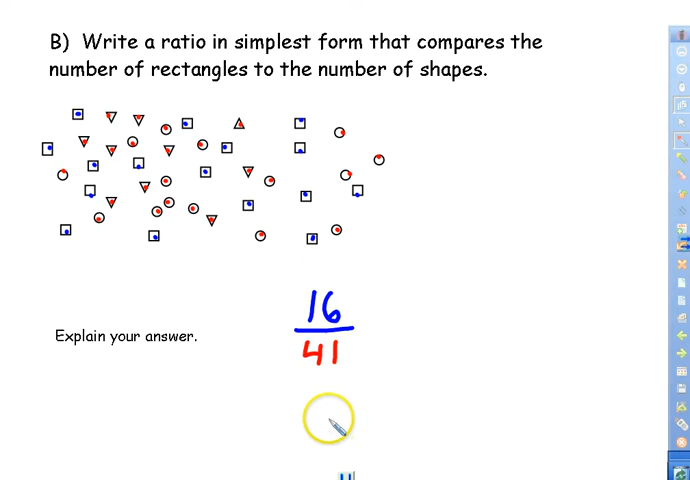 B) Write a ratio in simplest form that compares the
number of rectangles to the number of shapes.
16
Explain your answer.
41